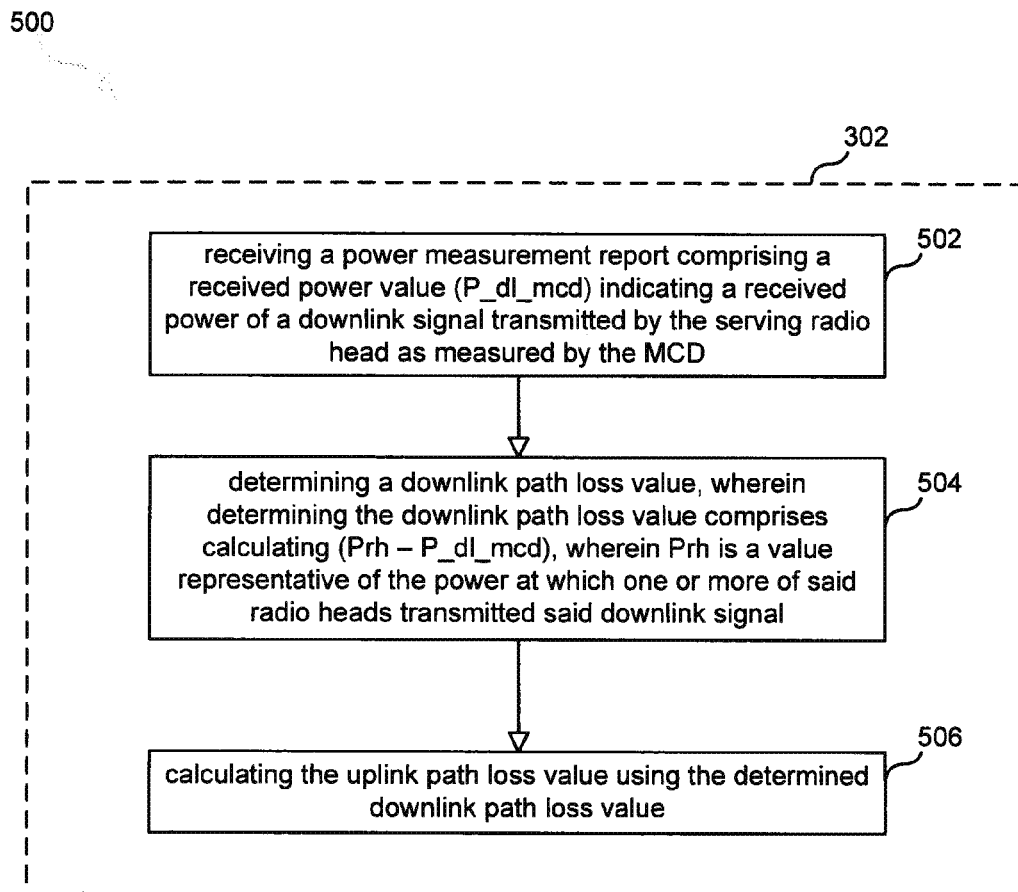 500
302
502
receiving a power measurement report comprising a
received power value (P_dl_mcd) indicating a received
power of a downlink signal transmitted by the serving radio
head as measured by the MCD
504
determining a downlink path loss value, wherein
determining the downlink path loss value comprises
calculating (Prh – P_dl_mcd), wherein Prh is a value
representative of the power at which one or more of said
radio heads transmitted said downlink signal
506
calculating the uplink path loss value using the determined
downlink path loss value